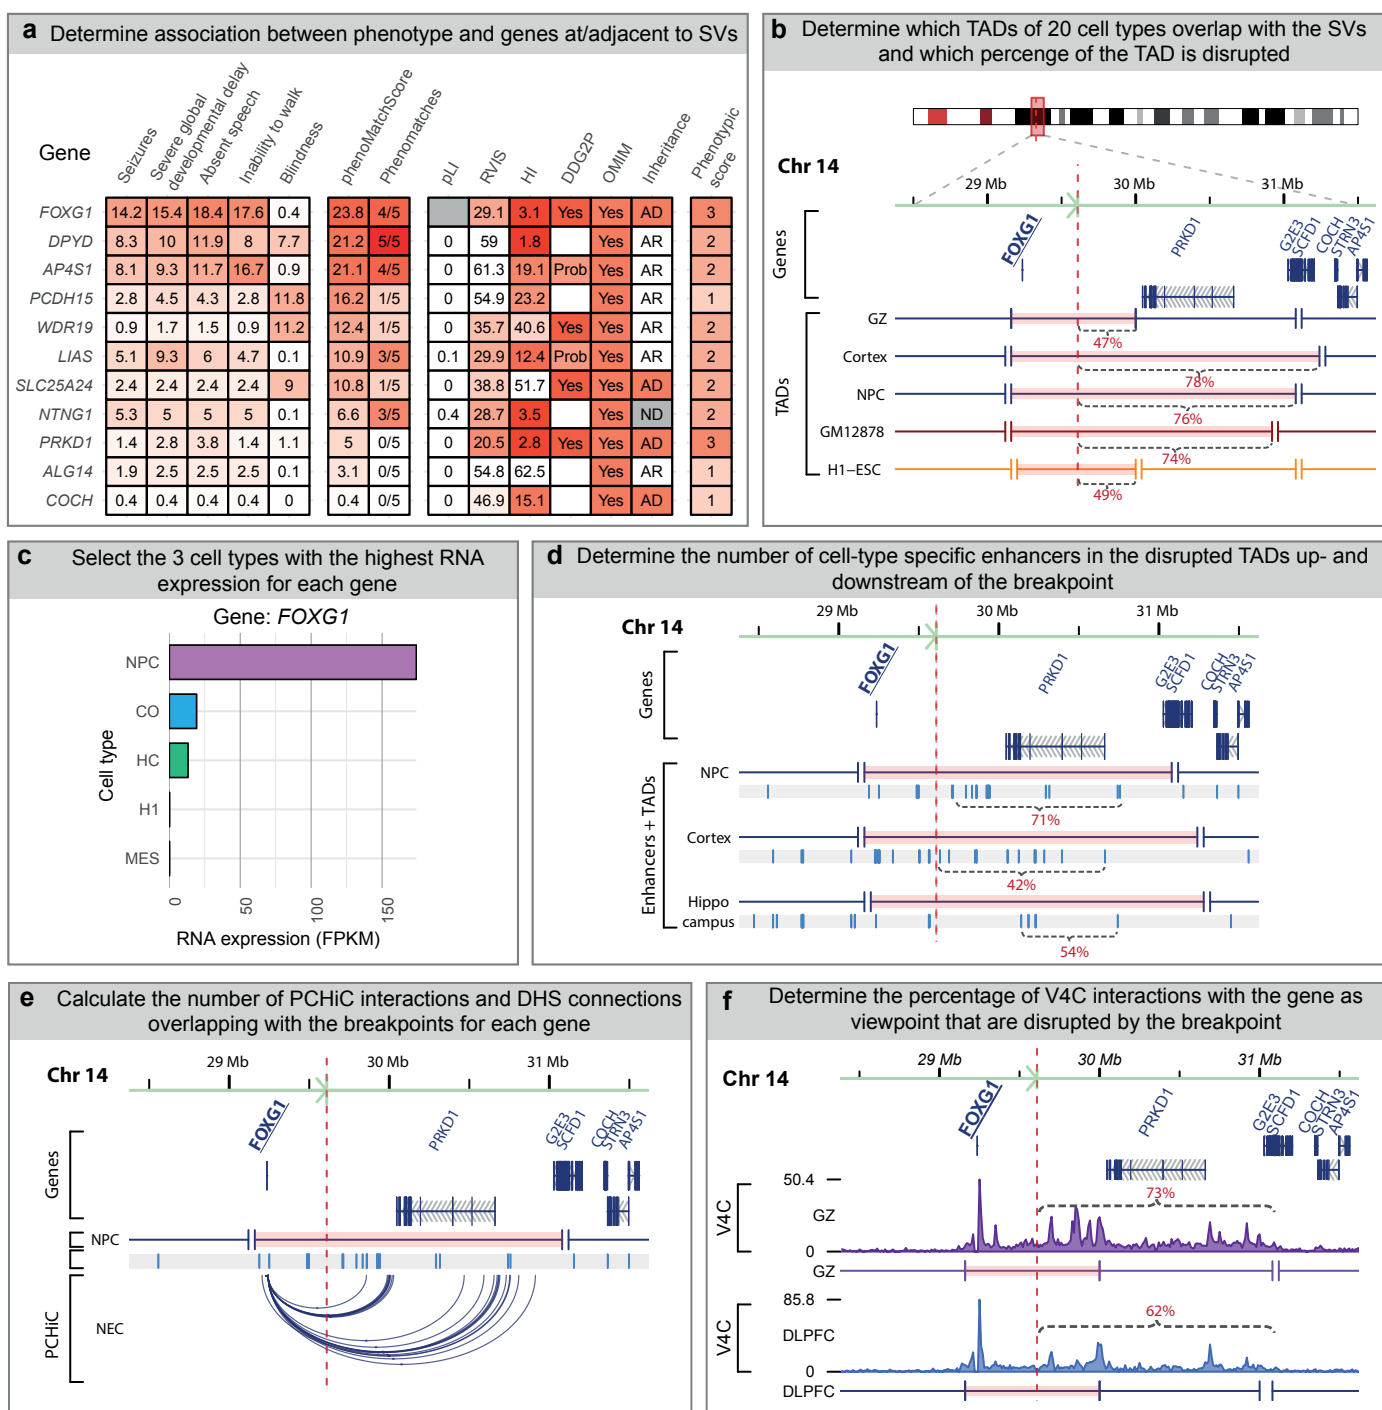 a Determine association between phenotype and genes at/adjacent to SVs
Gene
Seizures
Severe global
developmental delay
Absent speech
Inability to walk
Blindness
phenoMatchScore
Phenomatches
pLI
RVIS
HI
DDG2P
OMIM
Inheritance
Phenotypic
score
FOXG1 14.2 15.4 18.4 17.6 0.4 23.8 4/5 29.1 3.1 Yes Yes AD 3
DPYD 8.3 10 11.9 8 7.7 21.2 5/5 0 59 1.8 Yes AR 2
AP4S1 8.1 9.3 11.7 16.7 0.9 21.1 4/5 0 61.3 19.1 Prob Yes AR 2
PCDH15 2.8 4.5 4.3 2.8 11.8 16.2 1/5 0 54.9 23.2 Yes AR 1
WDR19 0.9 1.7 1.5 0.9 11.2 12.4 1/5 0 35.7 40.6 Yes Yes AR 2
LIAS 5.1 9.3 6 4.7 0.1 10.9 3/5 0.1 29.9 12.4 Prob Yes AR 2
SLC25A24 2.4 2.4 2.4 2.4 9 10.8 1/5 0 38.8 51.7 Yes Yes AD 2
NTNG1 5.3 5 5 5 0.1 6.6 3/5 0.4 28.7 3.5 Yes ND 2
PRKD1 1.4 2.8 3.8 1.4 1.1 5 0/5 0 20.5 2.8 Yes Yes AD 3
ALG14 1.9 2.5 2.5 2.5 0.1 3.1 0/5 0 54.8 62.5 Yes AR 1
COCH 0.4 0.4 0.4 0.4 0 0.4 0/5 0 46.9 15.1 Yes AD 1
b Determine which TADs of 20 cell types overlap with the SVs
and which percenge of the TAD is disrupted
Chr 14
29 Mb 30 Mb 31 Mb
Genes
FOXG1 PRKD1 G2E3 SCFD1 COCH STRN3 AP4S1
TADs
GZ
47%
Cortex
78%
NPC
76%
GM12878
74%
H1–ESC
49%
c Select the 3 cell types with the highest RNA
expression for each gene
Gene: FOXG1
Cell type
NPC
CO
HC
H1
MES
0 50 100 150
RNA expression (FPKM)
d Determine the number of cell-type specific enhancers in the disrupted TADs up- and
downstream of the breakpoint
29 Mb 30 Mb 31 Mb
Chr 14
Genes
FOXG1 PRKD1 G2E3 SCFD1 COCH STRN3 AP4S1
Enhancers + TADs
NPC
71%
Cortex
42%
Hippo
campus
54%
e Calculate the number of PCHiC interactions and DHS connections
overlapping with the breakpoints for each gene
29 Mb 30 Mb 31 Mb
Chr 14
Genes
FOXG1 PRKD1 G2E3 SCFD1 COCH STRN3 AP4S1
NPC
PCHiC
NEC
f Determine the percentage of V4C interactions with the gene as
viewpoint that are disrupted by the breakpoint
29 Mb 30 Mb 31 Mb
Chr 14
FOXG1 PRKD1 G2E3 SCFD1 COCH STRN3 AP4S1
V4C
50.4
73%
GZ
0
GZ
V4C
85.8
62%
DLPFC
0
DLPFC